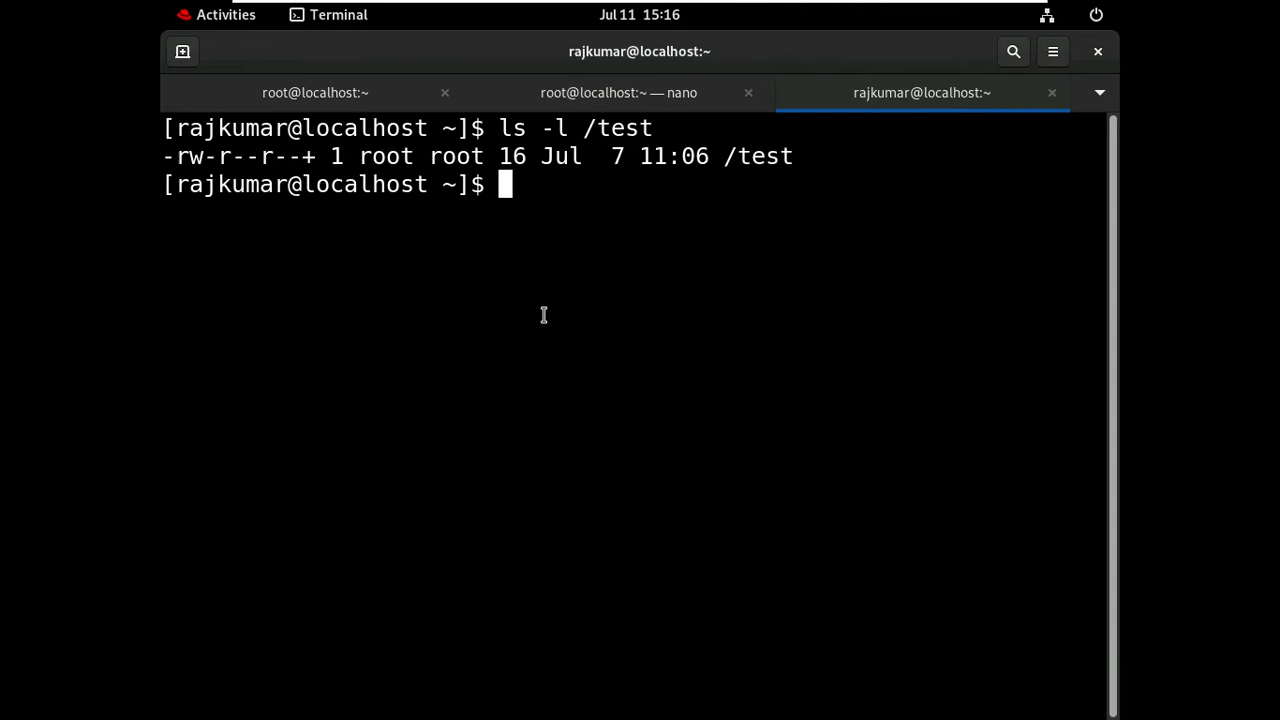 Activities Terminal Jul 11 15:16
rajkumar@localhost:~
root@localhost:~ root@localhost:~ — nano rajkumar@localhost:~
[rajkumar@localhost ~]$ ls -l /test
-rw-r--r--+ 1 root root 16 Jul  7 11:06 /test
[rajkumar@localhost ~]$